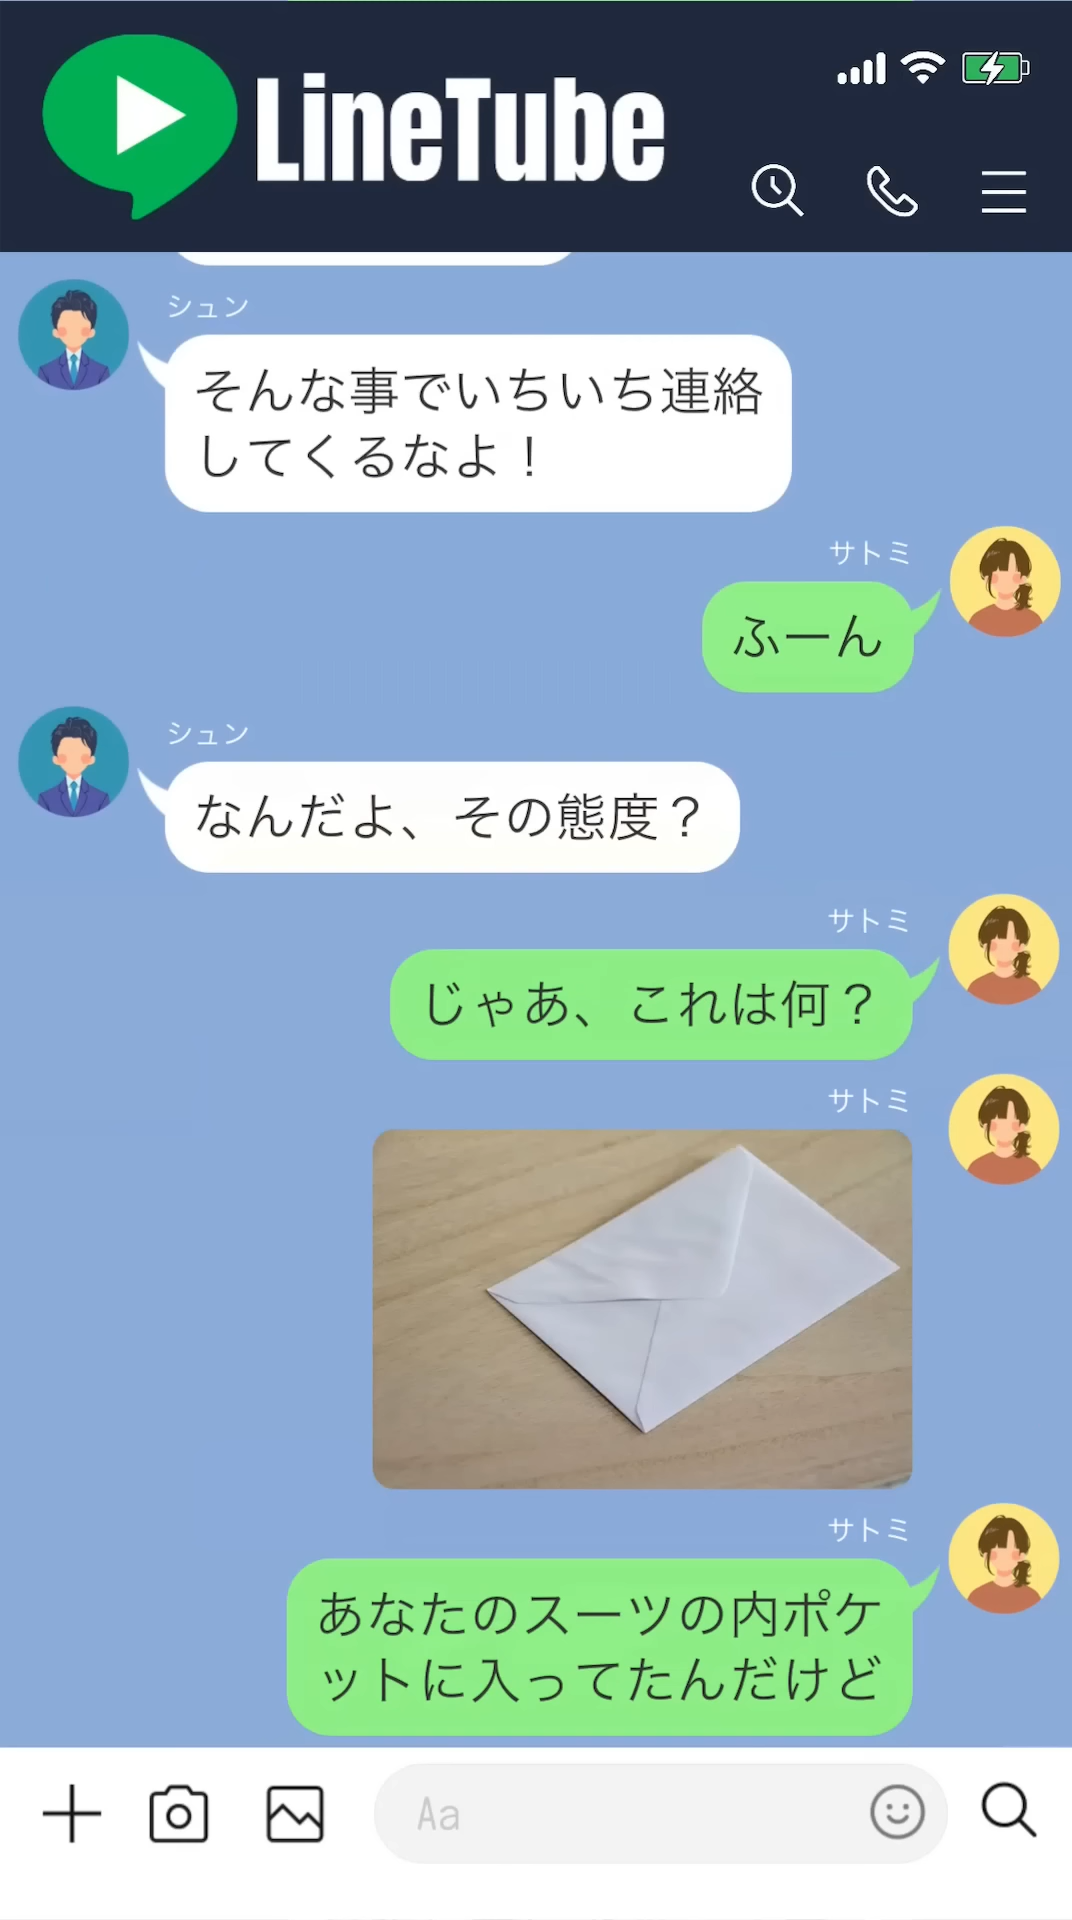 LineTube
シュン
そんな事でいちいち連絡
してくるなよ！
サトミ
ふーん
シュン
なんだよ、その態度？
サトミ
じゃあ、これは何？
サトミ
サトミ
あなたのスーツの内ポケ
ットに入ってたんだけど
Aa